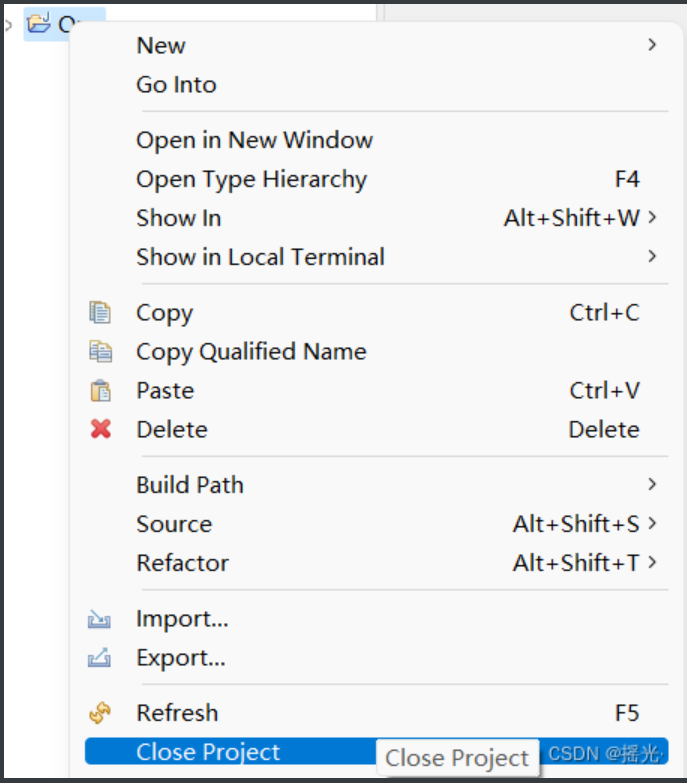 New
Go Into
Open in New Window
Open Type Hierarchy F4
Show In Alt+Shift+W
Show in Local Terminal
Copy Ctrl+C
Copy Qualified Name
Paste Ctrl+V
Delete Delete
Build Path
Source Alt+Shift+S
Refactor Alt+Shift+T
Import...
Export...
Refresh F5
Close Project
Close Project
CSDN @摇光